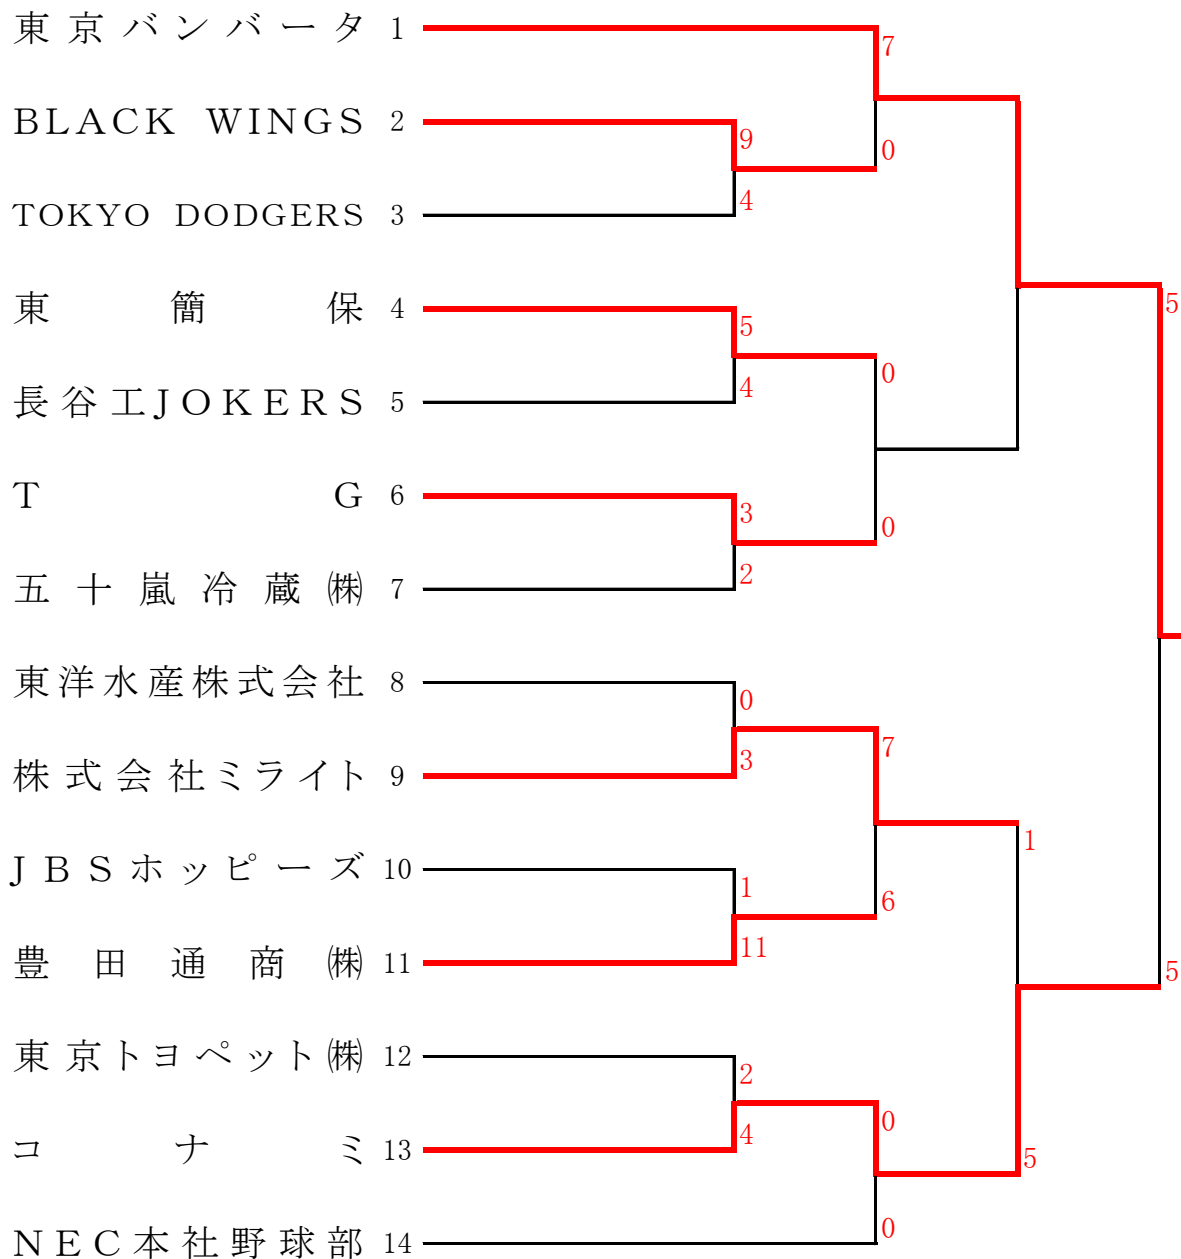 東京バンバータ 1
7
BLACK WINGS 2
9
0
TOKYO DODGERS 3
4
東簡保 4
5
5
0
長谷工JOKERS 5
4
TG 6
3
0
五十嵐冷蔵㈱ 7
2
東洋水産株式会社 8
0
7
株式会社ミライト 9
3
1
JBSホッピーズ 10
1
6
豊田通商㈱ 11
11
5
東京トヨペット㈱ 12
2
0
コナミ 13
4
5
NEC本社野球部 14
0